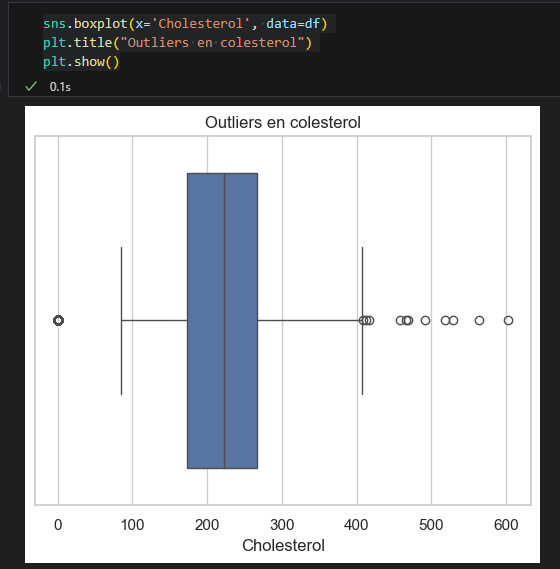 sns.boxplot(x='Cholesterol', data=df)
plt.title("Outliers en colesterol")
plt.show()
0.1s
Outliers en colesterol
0 100 200 300 400 500 600
Cholesterol